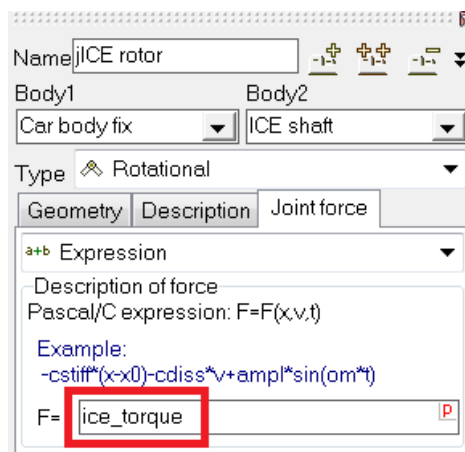 Name jICE rotor
Body1 Body2
Car body fix ICE shaft
Type Rotational
Geometry Description Joint force
a+b Expression
Description of force
Pascal/C expression: F=F(x,v,t)
Example:
-cstiff*(x-x0)-cdiss*v+ampl*sin(om*t)
F= ice_torque P